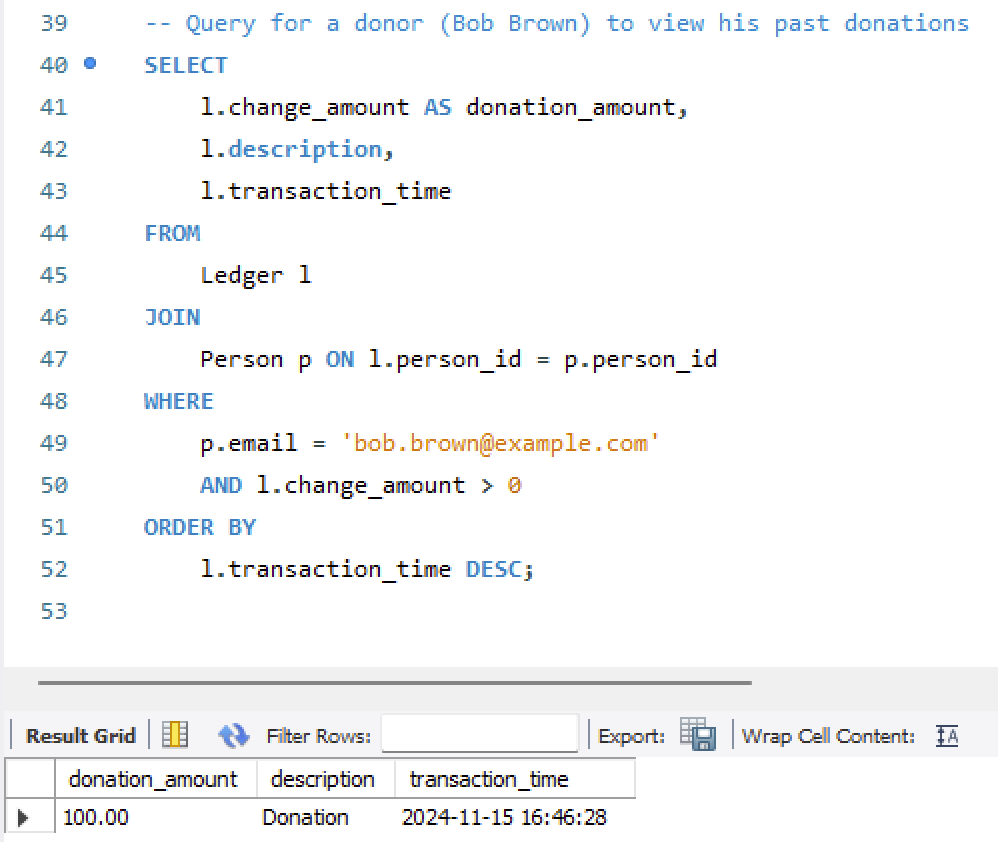 39 -- Query for a donor (Bob Brown) to view his past donations
40 SELECT
41 l.change_amount AS donation_amount,
42 l.description,
43 l.transaction_time
44 FROM
45 Ledger l
46 JOIN
47 Person p ON l.person_id = p.person_id
48 WHERE
49 p.email = 'bob.brown@example.com'
50 AND l.change_amount > 0
51 ORDER BY
52 l.transaction_time DESC;
53
Result Grid Filter Rows: Export: Wrap Cell Content:
donation_amount description transaction_time
100.00 Donation 2024-11-15 16:46:28